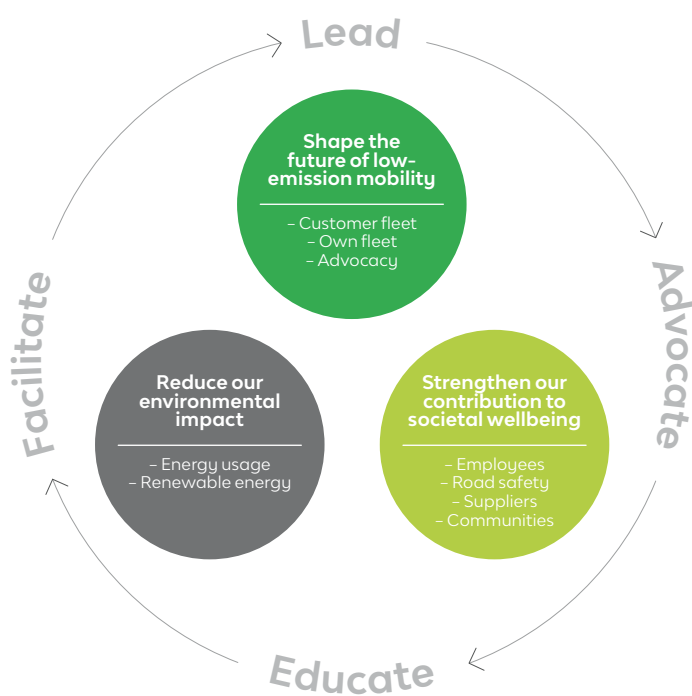 Lead
Shape the
future of low-
emission mobility
– Customer fleet
– Own fleet
– Advocacy
Advocate
Facilitate
Reduce our
environmental
impact
– Energy usage
– Renewable energy
Strengthen our
contribution to
societal wellbeing
– Employees
– Road safety
– Suppliers
– Communities
Educate